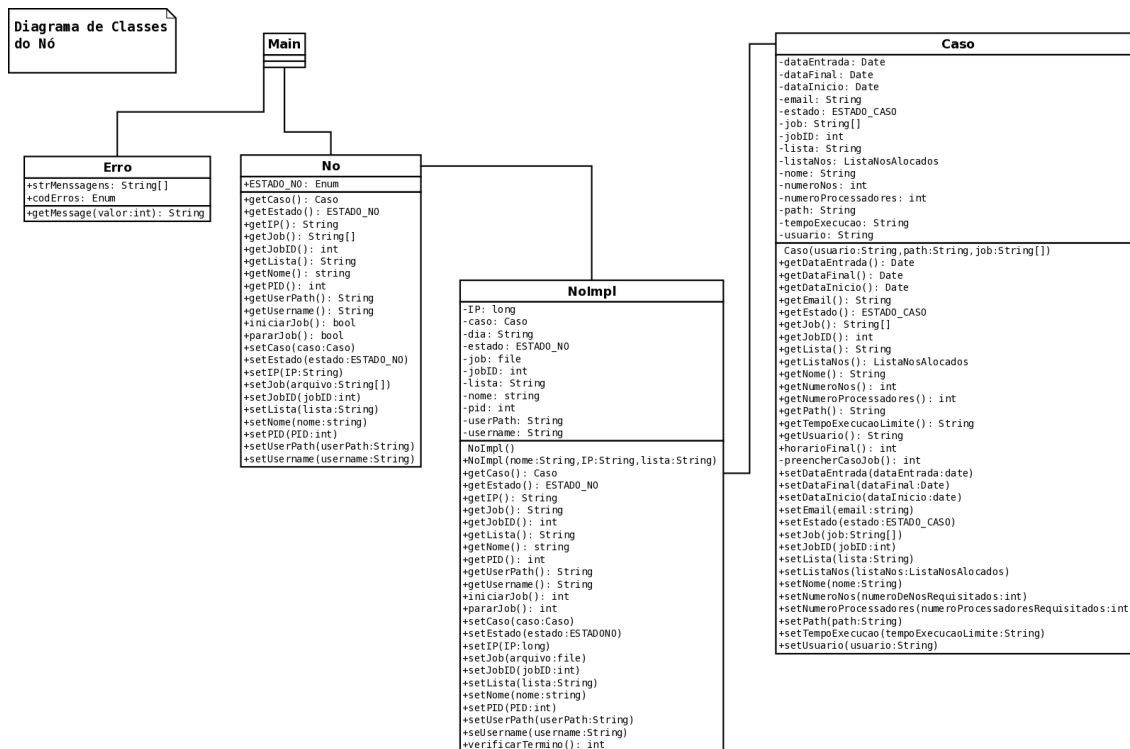 Diagrama de Classes
do Nó
Main
Erro
+strMenssagens: String[]
+codErros: Enum
+getMessage(valor:int): String
No
+ESTADO_NO: Enum
+getCaso(): Caso
+getEstado(): ESTADO_NO
+getIP(): String
+getJob(): String[]
+getJobID(): int
+getLista(): String
+getNome(): string
+getPID(): int
+getUserPath(): String
+getUsername(): String
+iniciarJob(): bool
+pararJob(): bool
+setCaso(caso:Caso)
+setEstado(estado:ESTADO_NO)
+setIP(IP:String)
+setJob(arquivo:String[])
+setJobID(jobID:int)
+setLista(lista:String)
+setNome(nome:string)
+setPID(PID:int)
+setUserPath(userPath:String)
+setUsername(username:String)
NoImpl
-IP: long
-caso: Caso
-dia: String
-estado: ESTADO_NO
-job: file
-jobID: int
-lista: String
-nome: string
-pid: int
-userPath: String
-username: String
NoImpl()
+NoImpl(nome:String,IP:String,lista:String)
+getCaso(): Caso
+getEstado(): ESTADO_NO
+getIP(): String
+getJob(): String
+getJobID(): int
+getLista(): String
+getNome(): string
+getPID(): int
+getUserPath(): String
+getUsername(): String
+iniciarJob(): int
+pararJob(): int
+setCaso(caso:Caso)
+setEstado(estado:ESTADONO)
+setIP(IP:long)
+setJob(arquivo:file)
+setJobID(jobID:int)
+setLista(lista:String)
+setNome(nome:string)
+setPID(PID:int)
+setUserPath(userPath:String)
+seUsername(username:String)
+verificarTermino(): int
Caso
-dataEntrada: Date
-dataFinal: Date
-dataInicio: Date
-email: String
-estado: ESTADO_CASO
-job: String[]
-jobID: int
-lista: String
-listaNos: ListaNosAlocados
-nome: String
-numeroNos: int
-numeroProcessadores: int
-path: String
-tempoExecucao: String
-usuario: String
Caso(usuario:String,path:String,job:String[])
+getDataEntrada(): Date
+getDataFinal(): Date
+getDataInicio(): Date
+getEmail(): String
+getEstado(): ESTADO_CASO
+getJob(): String[]
+getJobID(): int
+getLista(): String
+getListaNos(): ListaNosAlocados
+getNome(): String
+getNumeroNos(): int
+getNumeroProcessadores(): int
+getPath(): String
+getTempoExecucaoLimite(): String
+getUsuario(): String
+horarioFinal(): int
-preencherCasoJob(): int
+setDataEntrada(dataEntrada:date)
+setDataFinal(dataFinal:Date)
+setDataInicio(dataInicio:date)
+setEmail(email:string)
+setEstado(estado:ESTADO_CASO)
+setJob(job:String[])
+setJobID(jobID:int)
+setLista(lista:String)
+setListaNos(listaNos:ListaNosAlocados)
+setNome(nome:String)
+setNumeroNos(numeroDeNosRequisitados:int)
+setNumeroProcessadores(numeroProcessadoresRequisitados:int
+setPath(path:String)
+setTempoExecucao(tempoExecucaoLimite:String)
+setUsuario(usuario:String)